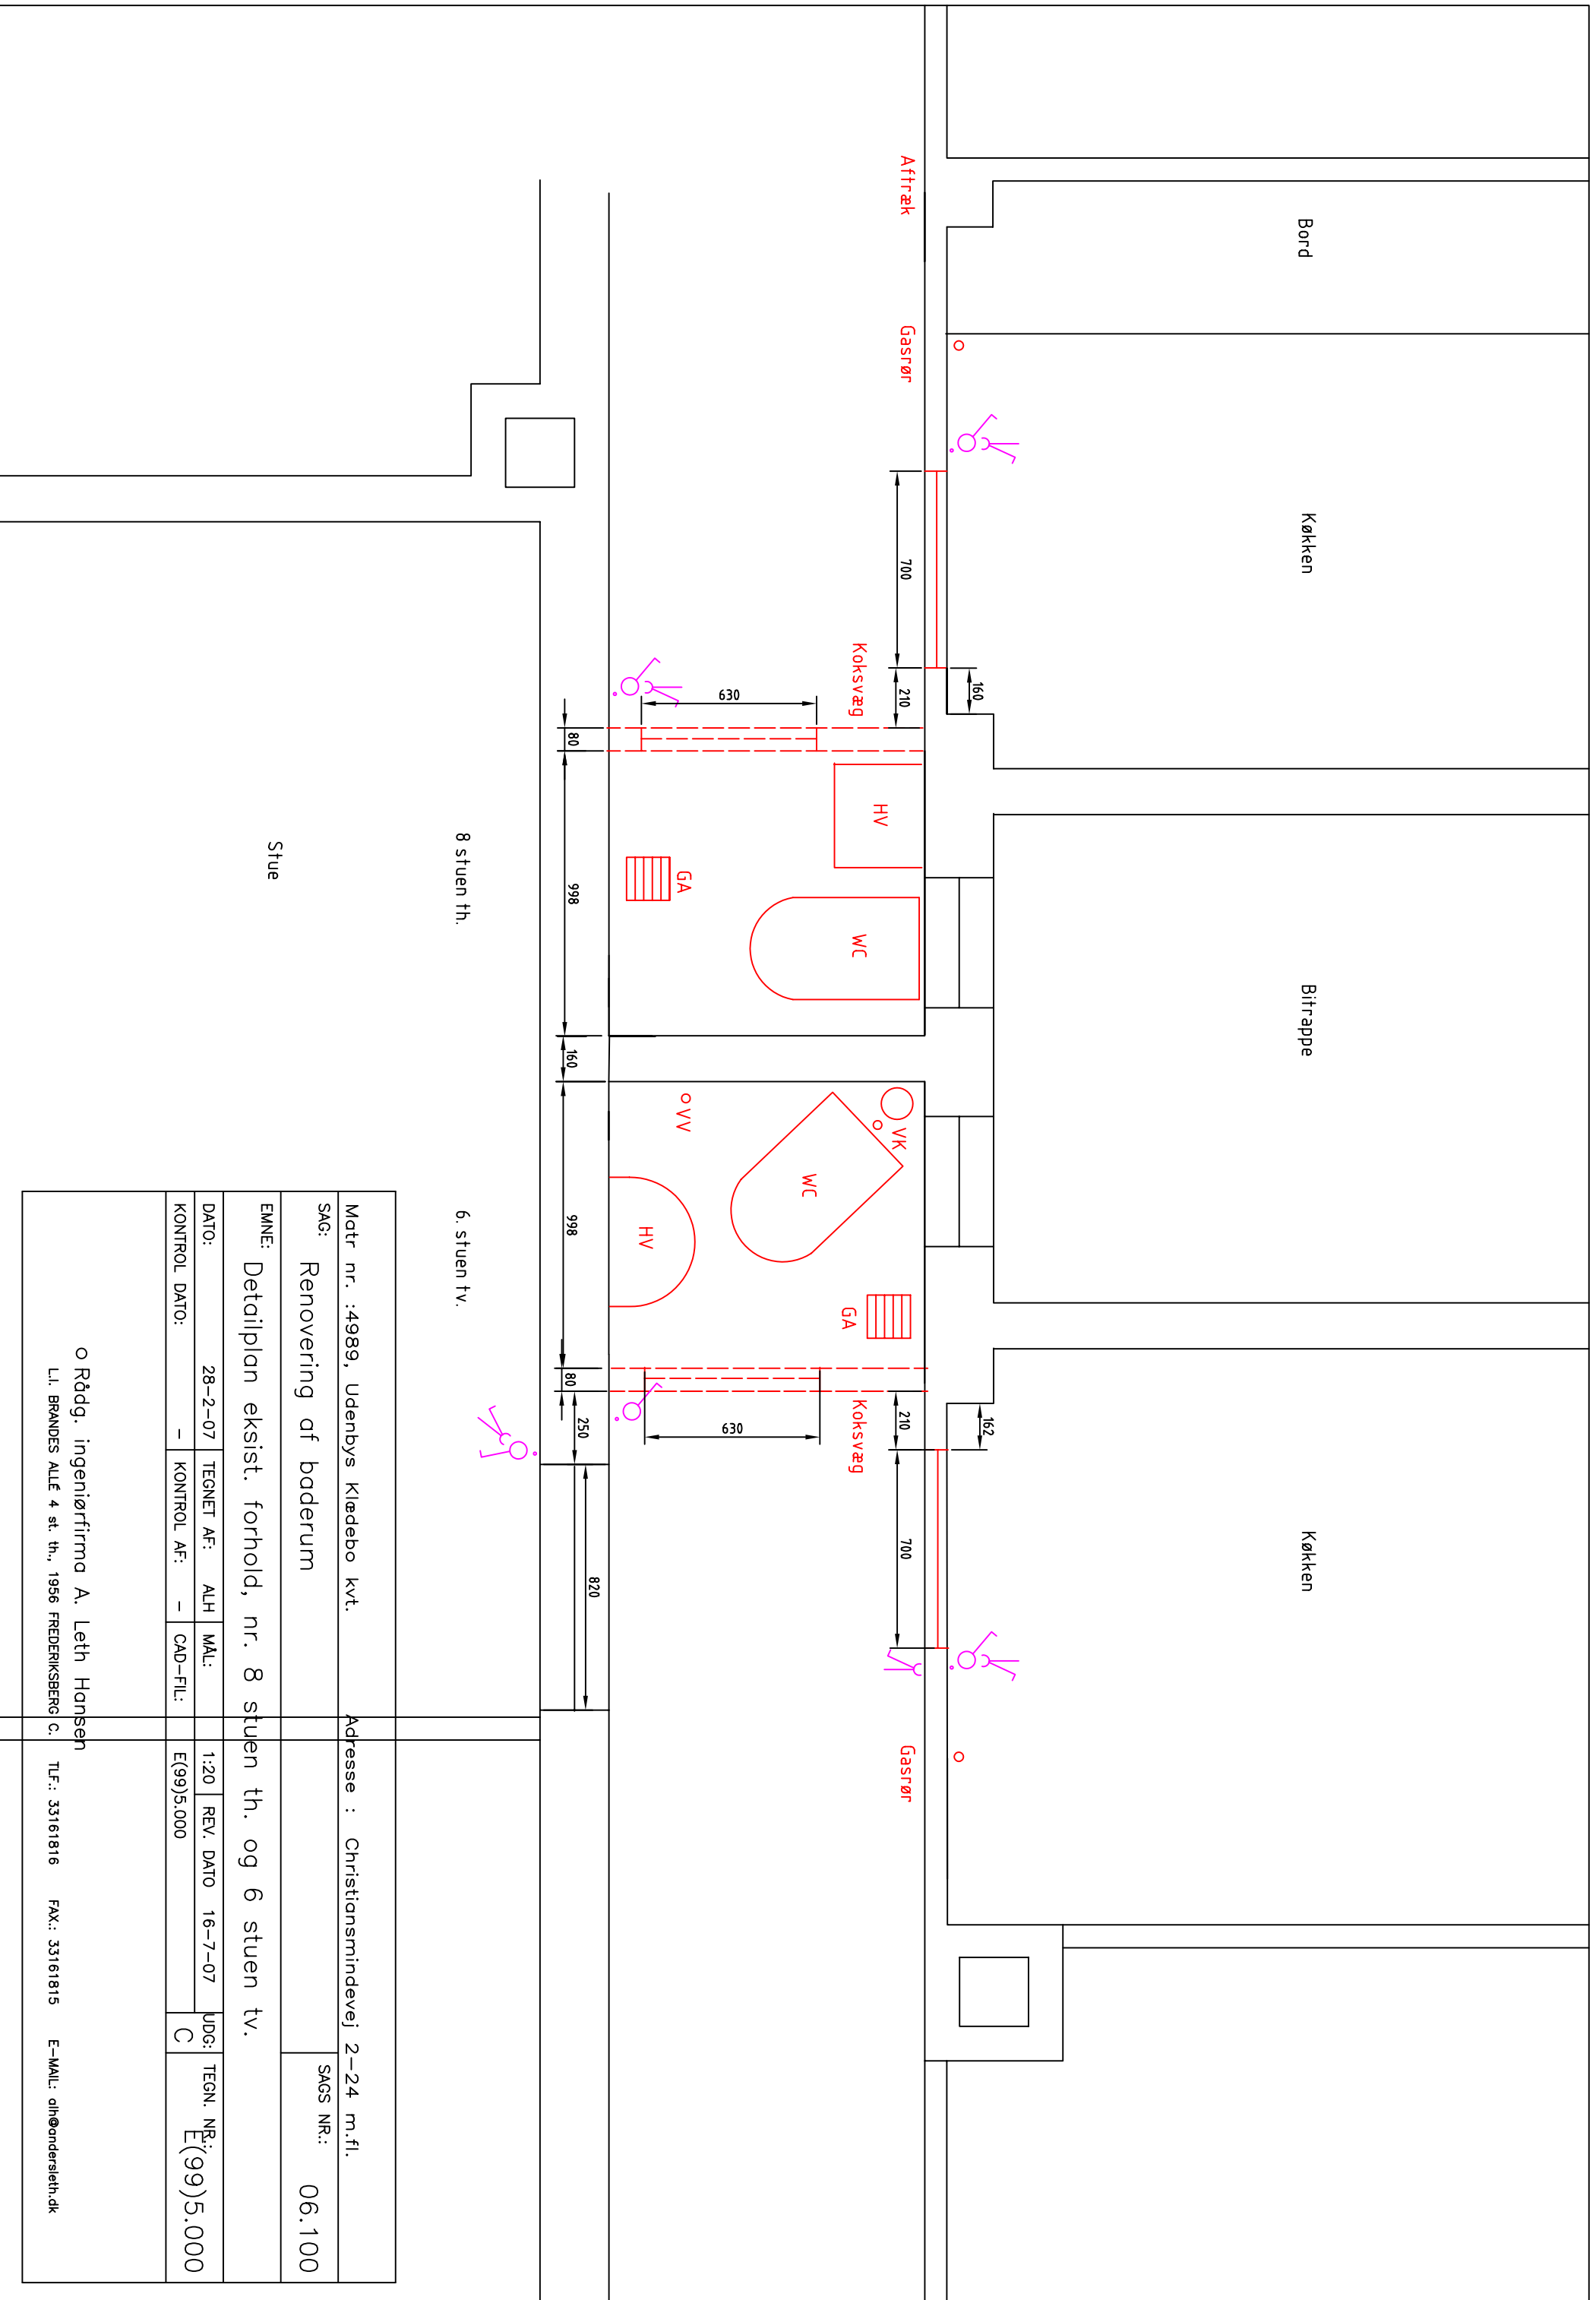 Bord
Køkken
Bitrappe
Køkken
Aftræk
Gasrør
700
160
210
Koksvæg
630
80
HV
GA
WC
998
160
VV
VK
WC
HV
GA
998
80
250
630
Koksvæg
210
162
700
820
Gasrør
8 stuen th.
6. stuen tv.
Stue
Matr nr. :4989, Udenbys Klædebo kvt. Adresse : Christiansmindevej 2-24 m.fl.
SAG: Renovering af baderum SAGS NR.: 06.100
EMNE: Detailplan eksist. forhold, nr. 8 stuen th. og 6 stuen tv.
DATO: 28-2-07 TEGNET AF: ALH MÅL: 1:20 REV. DATO 16-7-07 UDG: C TEGN. NR.: E(99)5.000
KONTROL DATO: - KONTROL AF: - CAD-FIL: E(99)5.000
O Rådg. ingeniørfirma A. Leth Hansen
L.I. BRANDES ALLÉ 4 st. th., 1956 FREDERIKSBERG C. TLF.: 33161816 FAX.: 33161815 E-MAIL: alh@andersleth.dk